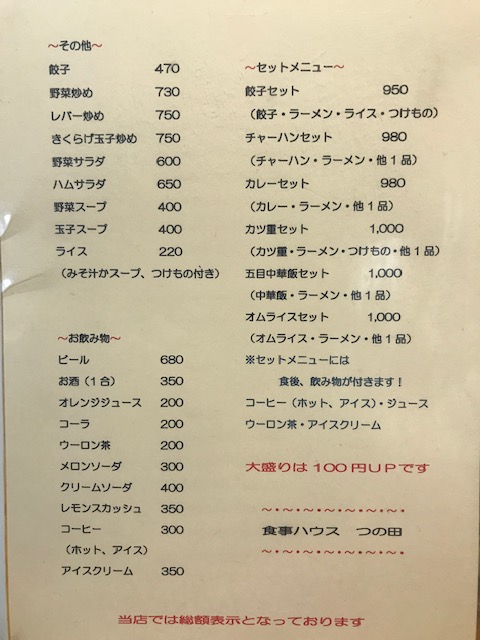 ～その他～
餃子 470
野菜炒め 730
レバー炒め 750
きくらげ玉子炒め 750
野菜サラダ 600
ハムサラダ 650
野菜スープ 400
玉子スープ 400
ライス 220
（みそ汁かスープ、つけもの付き）
～お飲み物～
ビール 680
お酒（１合） 350
オレンジジュース 200
コーラ 200
ウーロン茶 200
メロンソーダ 300
クリームソーダ 400
レモンスカッシュ 350
コーヒー 300
（ホット、アイス）
アイスクリーム 350
～セットメニュー～
餃子セット 950
（餃子・ラーメン・ライス・つけもの）
チャーハンセット 980
（チャーハン・ラーメン・他１品）
カレーセット 980
（カレー・ラーメン・他１品）
カツ重セット 1,000
（カツ重・ラーメン・つけもの・他１品）
五目中華飯セット 1,000
（中華飯・ラーメン・他１品）
オムライスセット 1,000
（オムライス・ラーメン・他１品）
※セットメニューには
食後、飲み物が付きます！
コーヒー（ホット、アイス）・ジュース
ウーロン茶・アイスクリーム
大盛りは１００円ＵＰです
～・～・～・～・～・～・～・
食事ハウス つの田
～・～・～・～・～・～・～・
当店では総額表示となっております